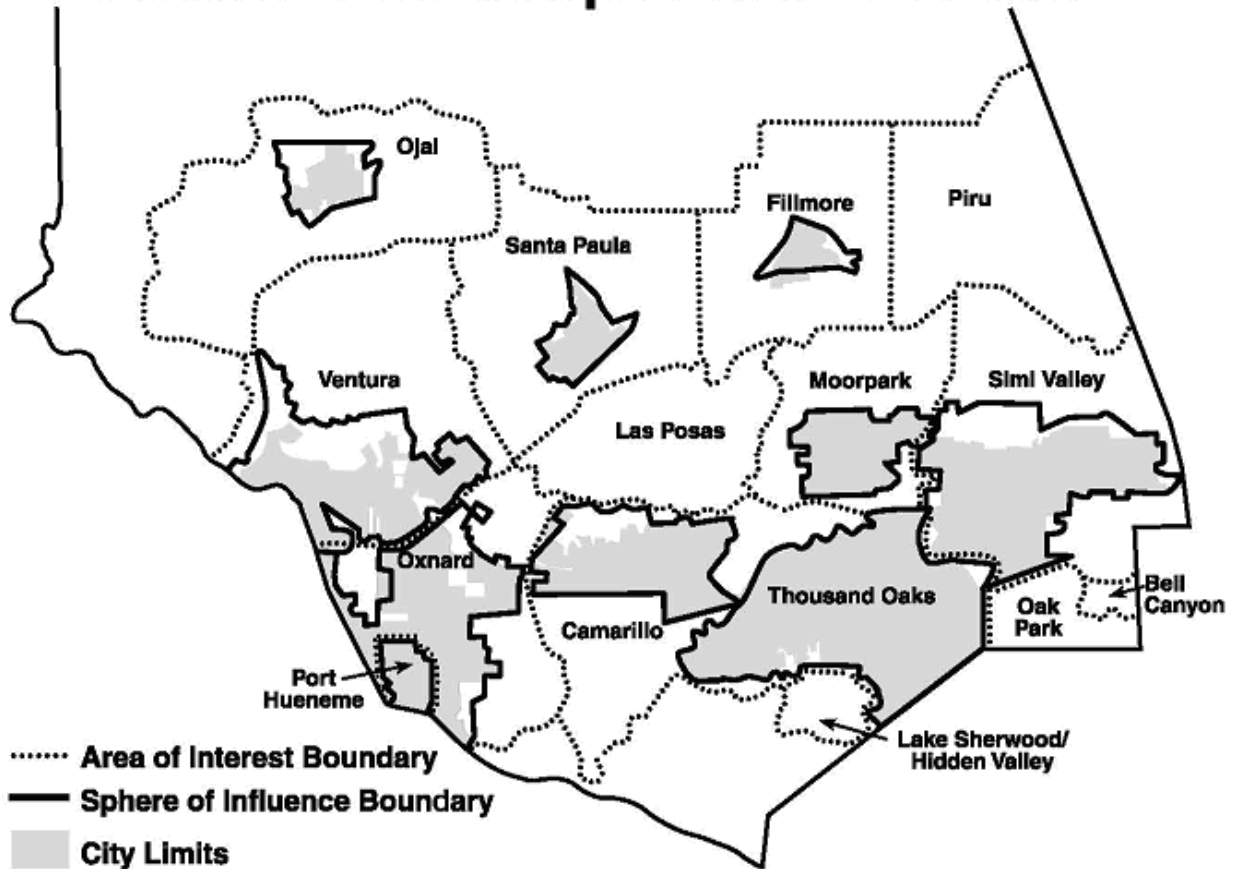 Ojai
Fillmore
Piru
Santa Paula
Ventura
Moorpark
Simi Valley
Las Posas
Oxnard
Thousand Oaks
Bell
Canyon
Oak
Park
Camarillo
Port
Hueneme
Lake Sherwood/
Hidden Valley
Area of Interest Boundary
Sphere of Influence Boundary
City Limits